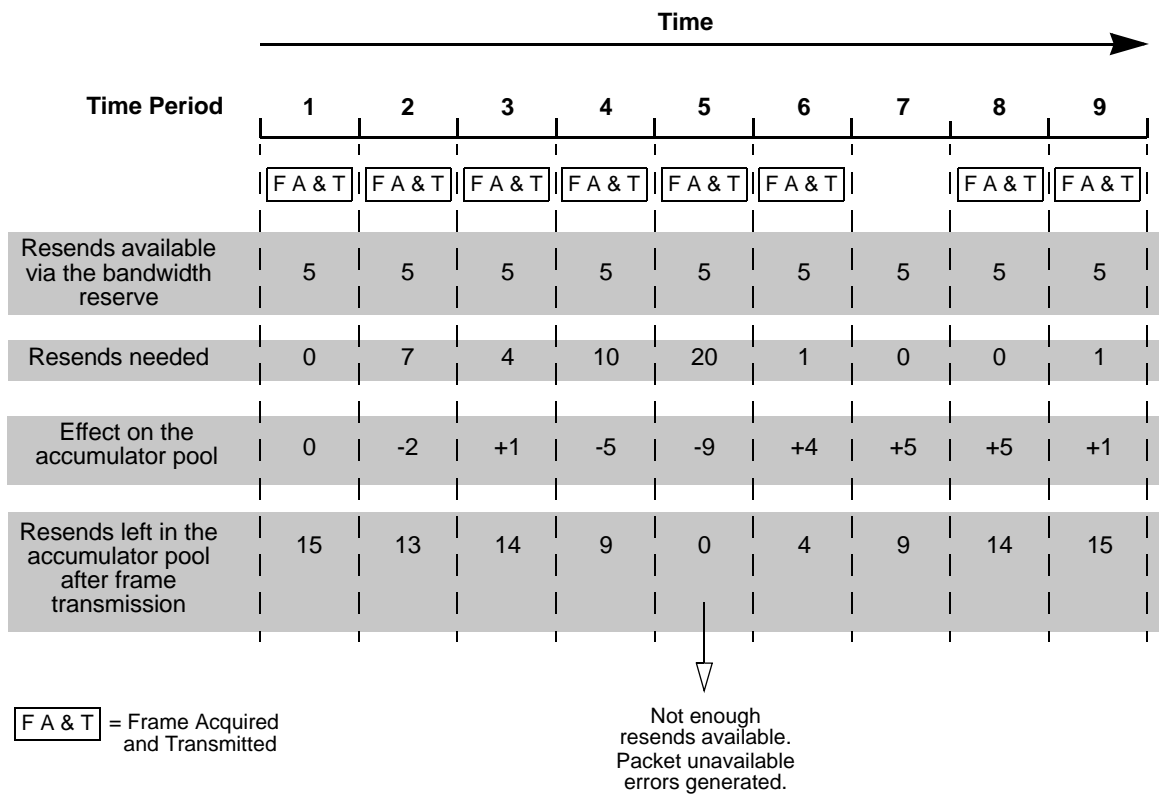 Time
Time Period 1 2 3 4 5 6 7 8 9
F A & T F A & T F A & T F A & T F A & T F A & T F A & T F A & T
Resends available
via the bandwidth
reserve
5 5 5 5 5 5 5 5 5
Resends needed 0 7 4 10 20 1 0 0 1
Effect on the
accumulator pool
0 -2 +1 -5 -9 +4 +5 +5 +1
Resends left in the
accumulator pool
after frame
transmission
15 13 14 9 0 4 9 14 15
F A & T = Frame Acquired
and Transmitted
Not enough
resends available.
Packet unavailable
errors generated.